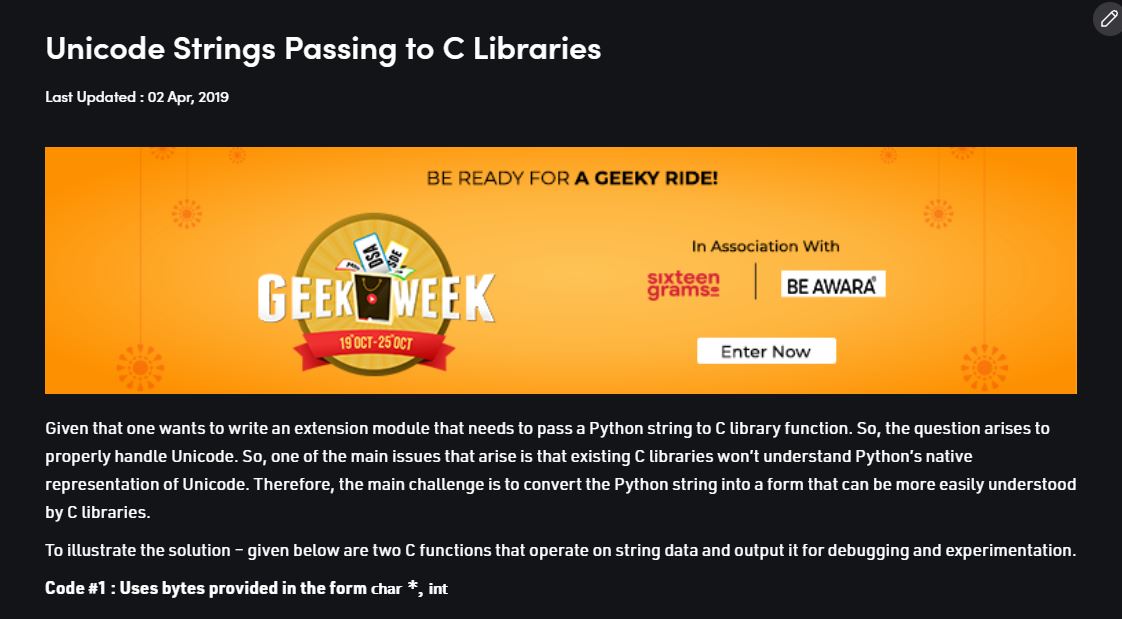 Unicode Strings Passing to C Libraries
Last Updated : 02 Apr, 2019
BE READY FOR A GEEKY RIDE!
DSA
GEEK WEEK
19th OCT-25th OCT
In Association With
sixteen
grams
BE AWARA
Enter Now
Given that one wants to write an extension module that needs to pass a Python string to C library function. So, the question arises to
properly handle Unicode. So, one of the main issues that arise is that existing C libraries won’t understand Python’s native
representation of Unicode. Therefore, the main challenge is to convert the Python string into a form that can be more easily understood
by C libraries.
To illustrate the solution – given below are two C functions that operate on string data and output it for debugging and experimentation.
Code #1 : Uses bytes provided in the form char *, int